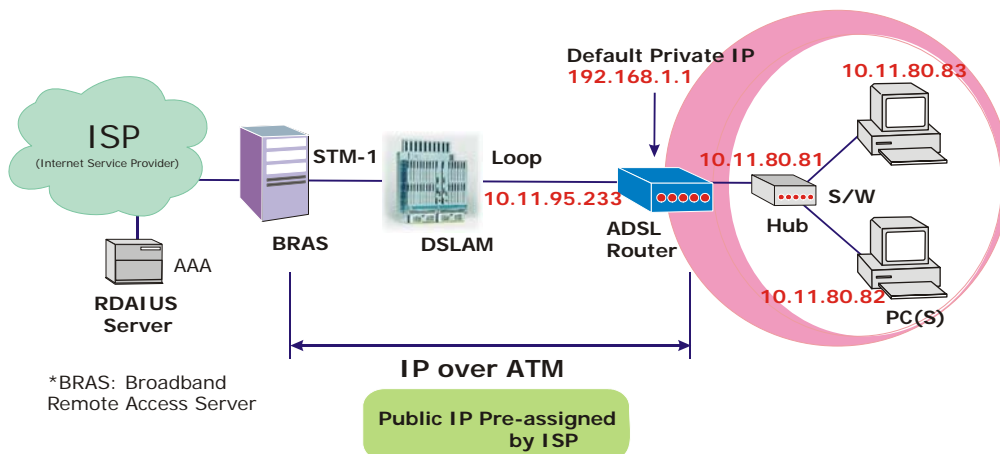 Default Private IP
192.168.1.1
10.11.80.83
ISP
(Internet Service Provider)
STM-1
Loop
10.11.80.81
10.11.95.233
S/W
Hub
BRAS
DSLAM
ADSL
Router
AAA
RDAIUS
Server
10.11.80.82
PC(S)
IP over ATM
*BRAS: Broadband
Remote Access Server
Public IP Pre-assigned
by ISP